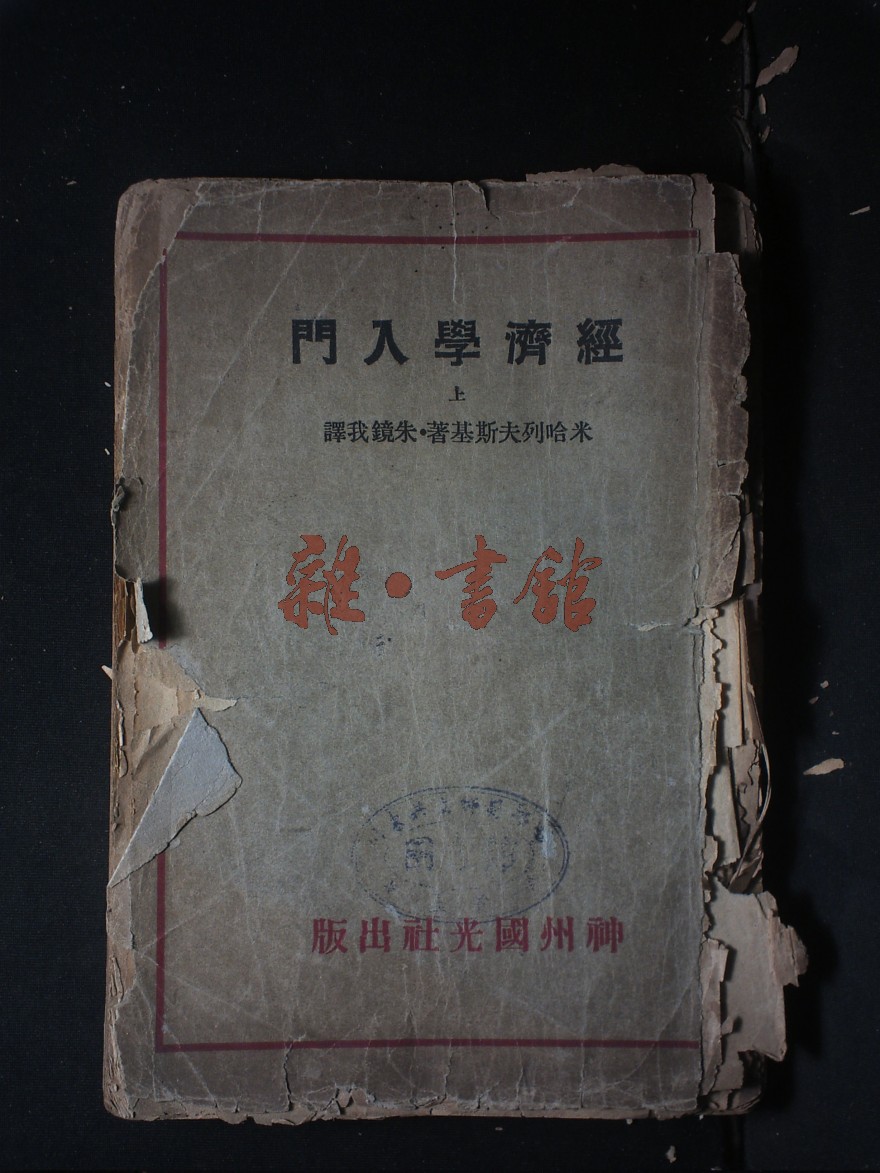 經濟學入門
上
米哈列夫斯基著·朱鏡我譯
雜·書館
神州國光社出版